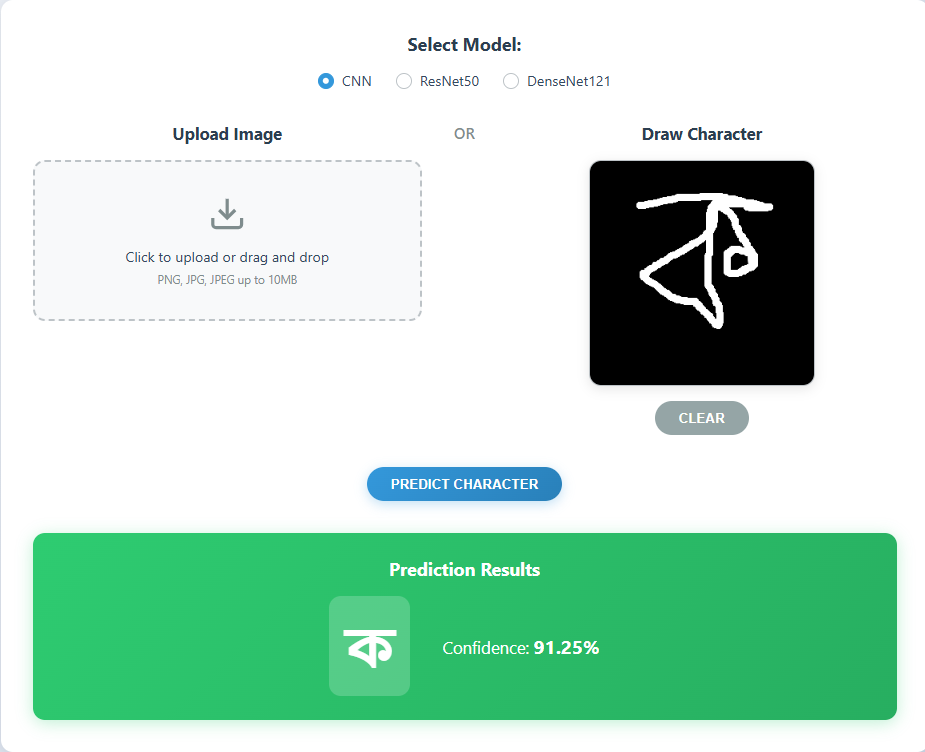 Select Model:
CNN ResNet50 DenseNet121
Upload Image OR Draw Character
Click to upload or drag and drop
PNG, JPG, JPEG up to 10MB
ক
CLEAR
PREDICT CHARACTER
Prediction Results
ক Confidence: 91.25%